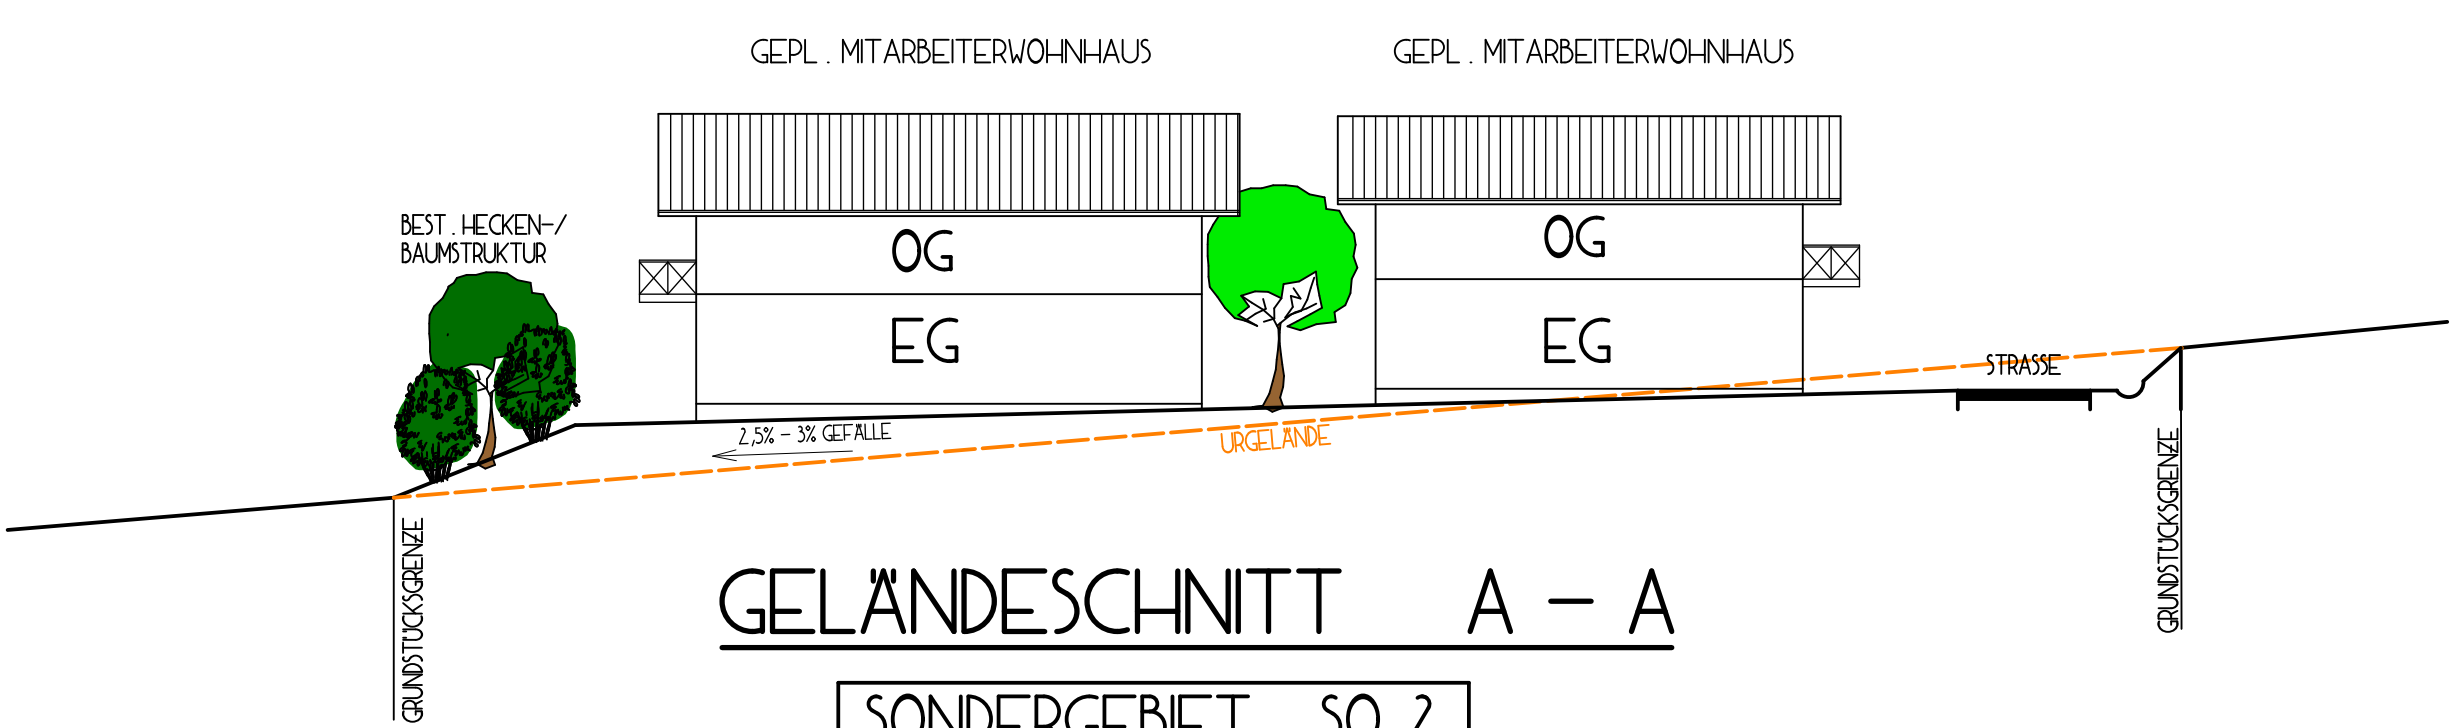 GEPL. MITARBEITERWOHNHAUS
GEPL. MITARBEITERWOHNHAUS
BEST. HECKEN-/
BAUMSTRUKTUR
OG
OG
EG
EG
STRASSE
2,5% - 3% GEFÄLLE
URGELÄNDE
GRUNDSTÜCKSGRENZE
GRUNDSTÜCKSGRENZE
GELÄNDESCHNITT A - A
SONDERGEBIET SO 2